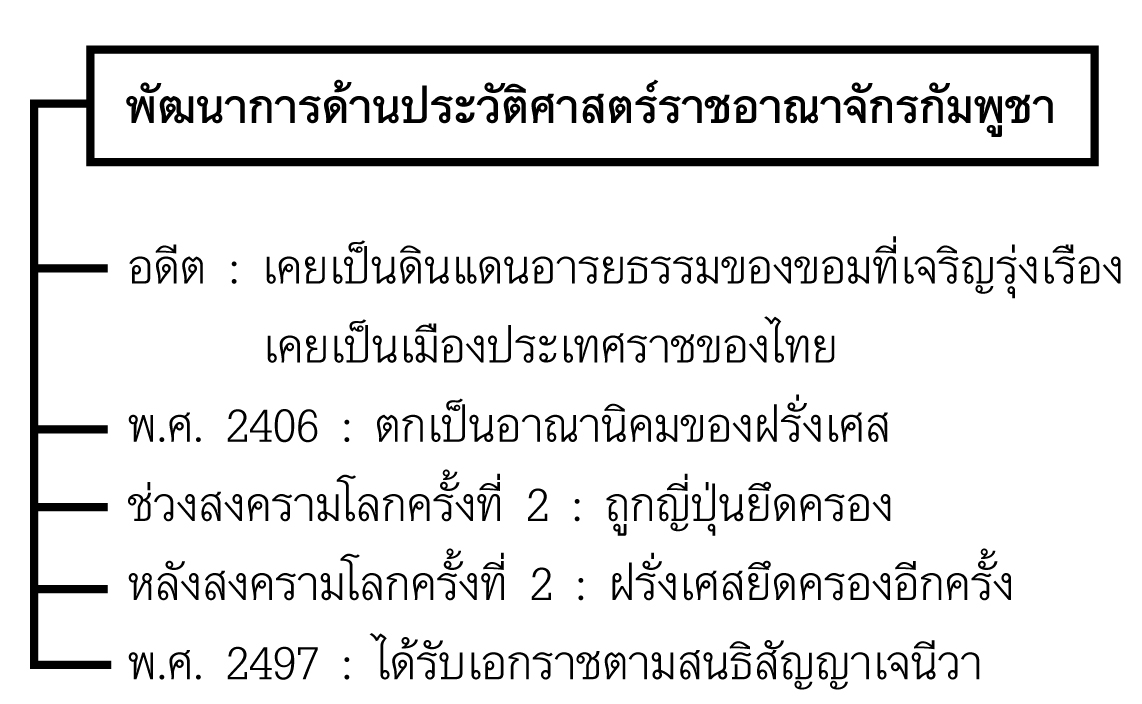 พัฒนาการด้านประวัติศาสตร์ราชอาณาจักรกัมพูชา
อดีต : เคยเป็นดินแดนอารยธรรมของขอมที่เจริญรุ่งเรือง
เคยเป็นเมืองประเทศราชของไทย
พ.ศ. 2406 : ตกเป็นอาณานิคมของฝรั่งเศส
ช่วงสงครามโลกครั้งที่ 2 : ถูกญี่ปุ่นยึดครอง
หลังสงครามโลกครั้งที่ 2 : ฝรั่งเศสยึดครองอีกครั้ง
พ.ศ. 2497 : ได้รับเอกราชตามสนธิสัญญาเจนีวา